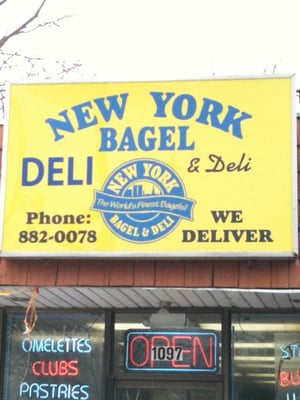 NEW YORK
BAGEL
DELI
& Deli
NEW YORK
The World's Finest Bagels!
BAGEL & DELI
Phone:
882-0078
WE
DELIVER
OMELETTES
CLUBS
PASTRIES
OPEN
1097